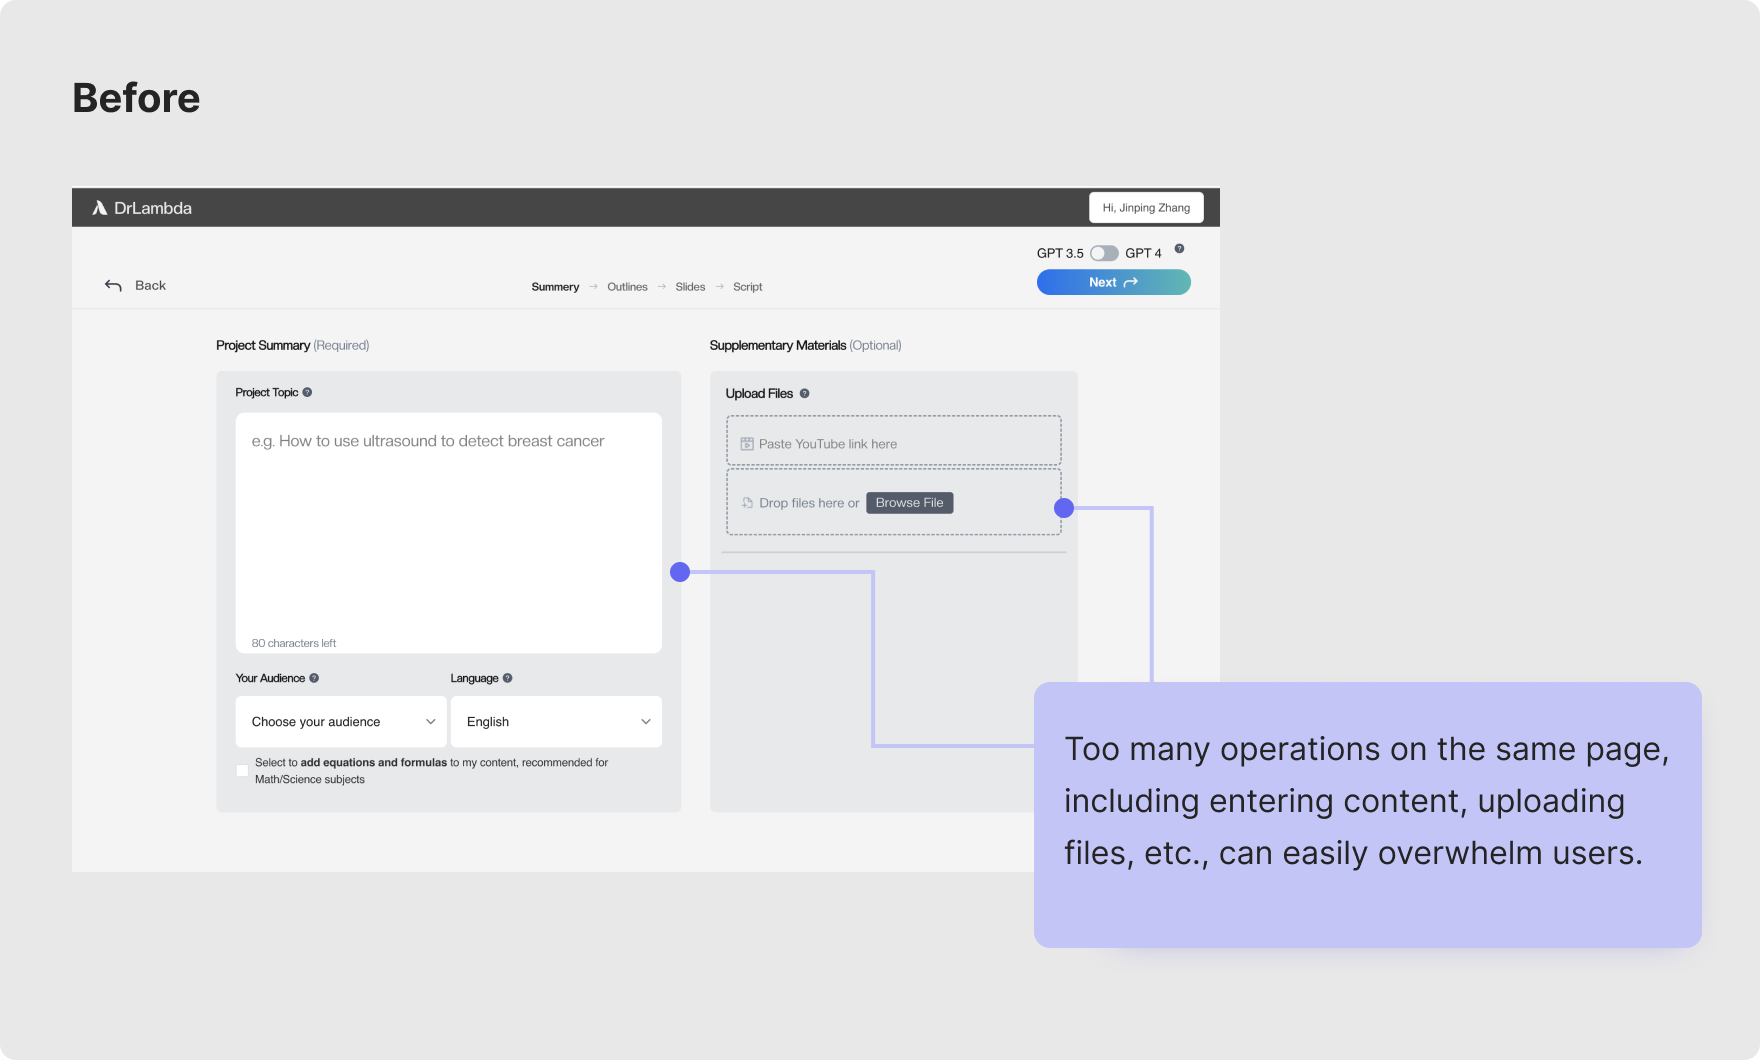 Before
DrLambda
Hi, Jinping Zhang
GPT 3.5 GPT 4 ?
Back
Summery → Outlines → Slides → Script
Next
Project Summary (Required)
Project Topic ?
e.g. How to use ultrasound to detect breast cancer
80 characters left
Your Audience ? Language ?
Choose your audience English
Select to add equations and formulas to my content, recommended for
Math/Science subjects
Supplementary Materials (Optional)
Upload Files ?
Paste YouTube link here
Drop files here or Browse File
Too many operations on the same page,
including entering content, uploading
files, etc., can easily overwhelm users.